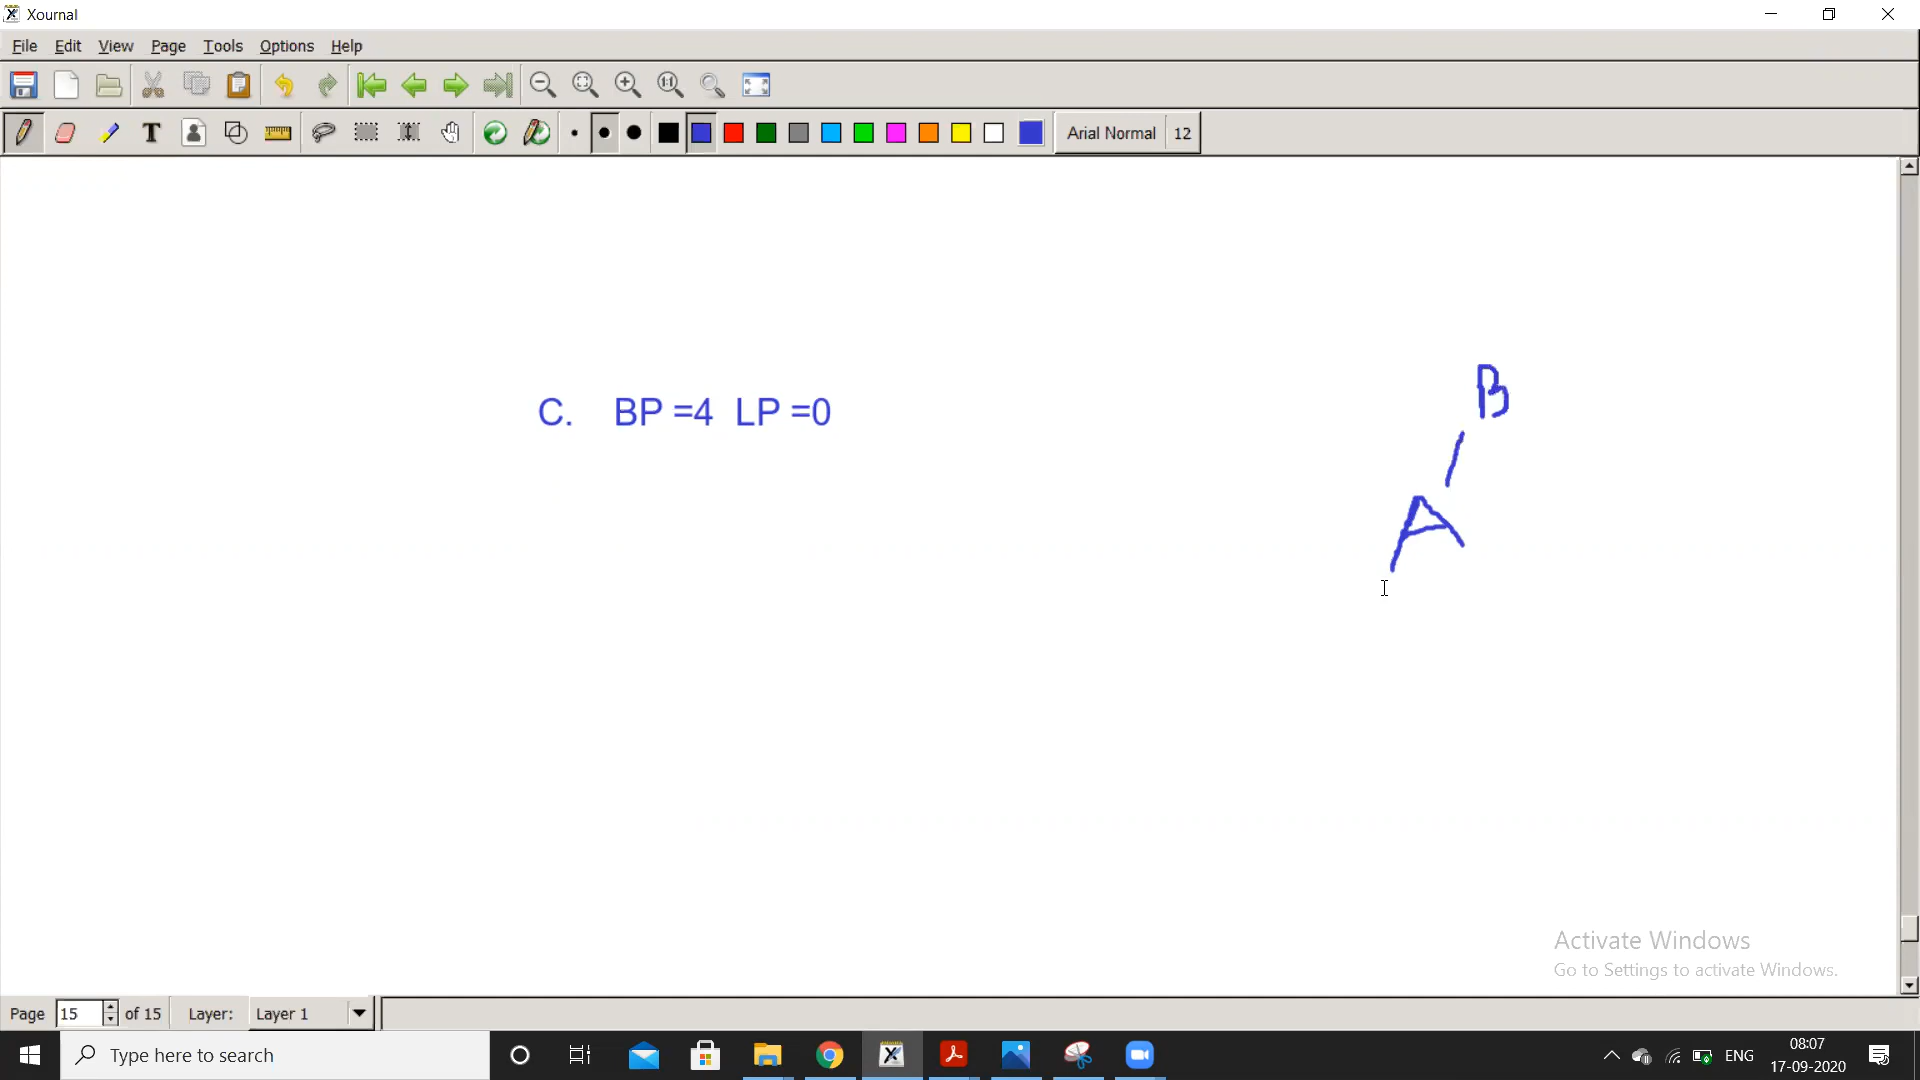 Xournal
File Edit View Page Tools Options Help
T 1:1 Arial Normal 12
B
C. BP =4 LP =0
A
Activate Windows
Go to Settings to activate Windows.
Page 15 of 15 Layer: Layer 1
Type here to search ENG 08:07
17-09-2020